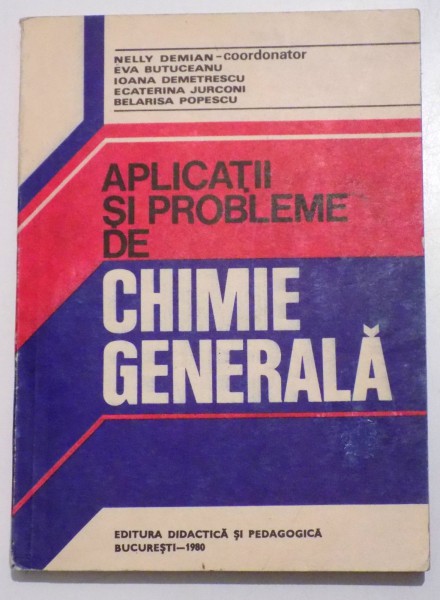 NELLY DEMIAN-coordonator
EVA BUTUCEANU
IOANA DEMETRESCU
ECATERINA JURCONI
BELARISA POPESCU
APLICAȚII
ȘI PROBLEME
DE
CHIMIE
GENERALĂ
EDITURA DIDACTICĂ ȘI PEDAGOGICĂ
BUCUREȘTI—1980